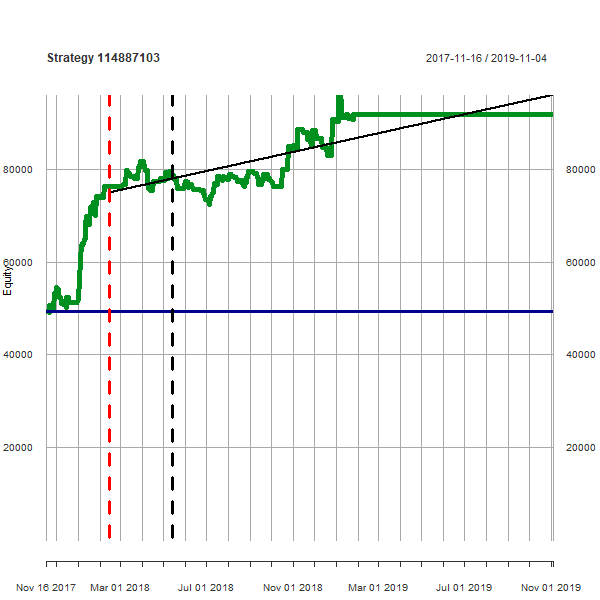 Strategy 114887103
2017-11-16 / 2019-11-04
80000 80000
60000 60000
Equity
40000 40000
20000 20000
Nov 16 2017 Mar 01 2018 Jul 01 2018 Nov 01 2018 Mar 01 2019 Jul 01 2019 Nov 01 2019